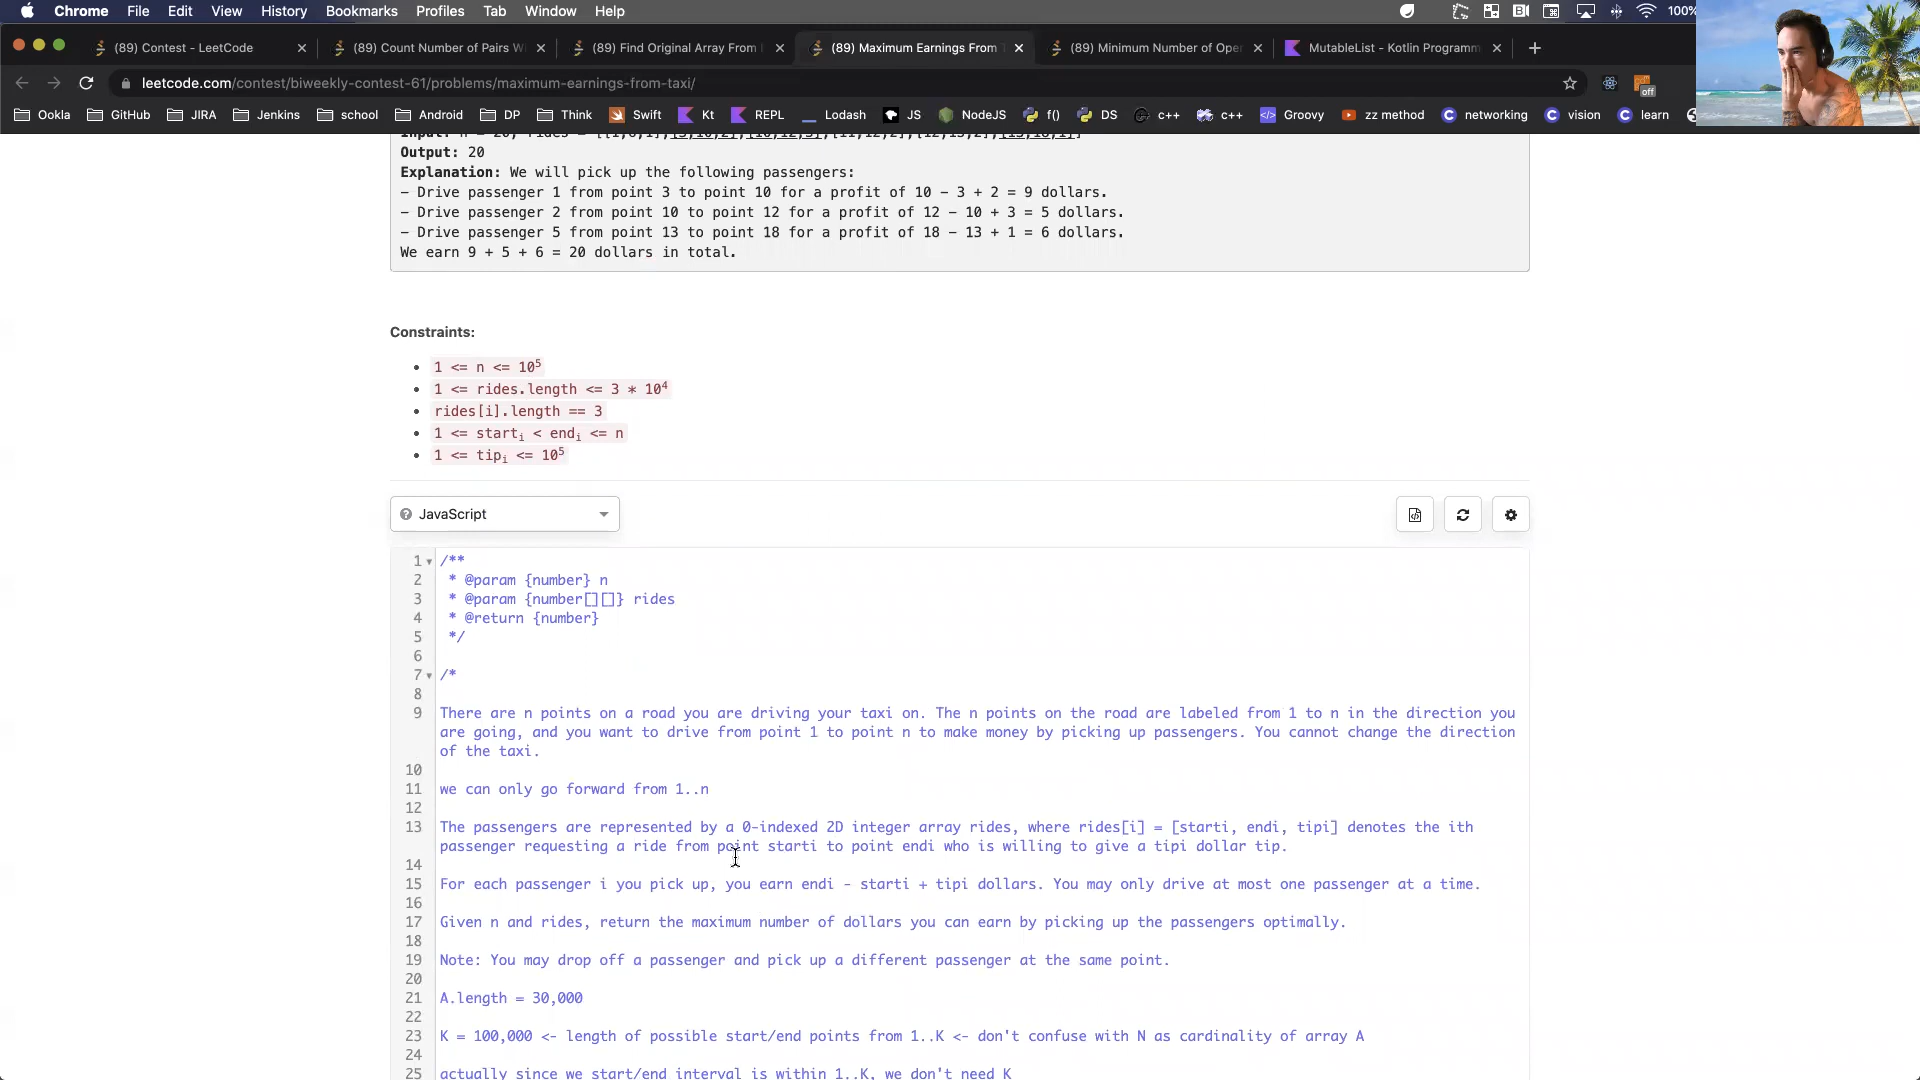 Chrome File Edit View History Bookmarks Profiles Tab Window Help 100%
(89) Contest - LeetCode (89) Count Number of Pairs W (89) Find Original Array From (89) Maximum Earnings From (89) Minimum Number of Oper MutableList - Kotlin Programm
leetcode.com/contest/biweekly-contest-61/problems/maximum-earnings-from-taxi/ off
Ookla GitHub JIRA Jenkins school Android DP Think Swift Kt REPL Lodash JS NodeJS f() DS c++ c++ Groovy zz method networking vision learn
Output: 20
Explanation: We will pick up the following passengers:
– Drive passenger 1 from point 3 to point 10 for a profit of 10 − 3 + 2 = 9 dollars.
– Drive passenger 2 from point 10 to point 12 for a profit of 12 − 10 + 3 = 5 dollars.
– Drive passenger 5 from point 13 to point 18 for a profit of 18 − 13 + 1 = 6 dollars.
We earn 9 + 5 + 6 = 20 dollars in total.
Constraints:
• 1 <= n <= 10⁵
• 1 <= rides.length <= 3 * 10⁴
• rides[i].length == 3
• 1 <= startᵢ < endᵢ <= n
• 1 <= tipᵢ <= 10⁵
JavaScript
1 /**
2 * @param {number} n
3 * @param {number[][]} rides
4 * @return {number}
5 */
6
7 /*
8
9 There are n points on a road you are driving your taxi on. The n points on the road are labeled from 1 to n in the direction you
are going, and you want to drive from point 1 to point n to make money by picking up passengers. You cannot change the direction
of the taxi.
10
11 we can only go forward from 1..n
12
13 The passengers are represented by a 0-indexed 2D integer array rides, where rides[i] = [starti, endi, tipi] denotes the ith
passenger requesting a ride from point starti to point endi who is willing to give a tipi dollar tip.
14
15 For each passenger i you pick up, you earn endi - starti + tipi dollars. You may only drive at most one passenger at a time.
16
17 Given n and rides, return the maximum number of dollars you can earn by picking up the passengers optimally.
18
19 Note: You may drop off a passenger and pick up a different passenger at the same point.
20
21 A.length = 30,000
22
23 K = 100,000 <- length of possible start/end points from 1..K <- don't confuse with N as cardinality of array A
24
25 actually since we start/end interval is within 1..K, we don't need K